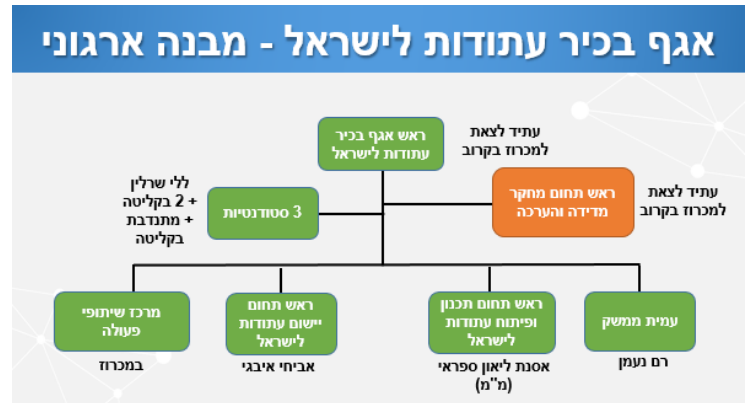 אגף בכיר עתודות לישראל - מבנה ארגוני
ראש אגף בכיר
עתודות לישראל
עתיד לצאת
למכרוז בקרוב
ראש תחום מחקר
מדידה והערכה
עתיד לצאת
למכרוז בקרוב
3 סטודנטיות
ללי שרלין
+ 2 בקליטה
+ מתנדבת
בקליטה
עמית ממשק
רם נעמן
ראש תחום תכנון
ופיתוח עתודות
לישראל
אסנת ליאון ספראי
(מ"מ)
ראש תחום
יישום עתודות
לישראל
אביחי איבגי
מרכז שיתופי
פעולה
במכרוז